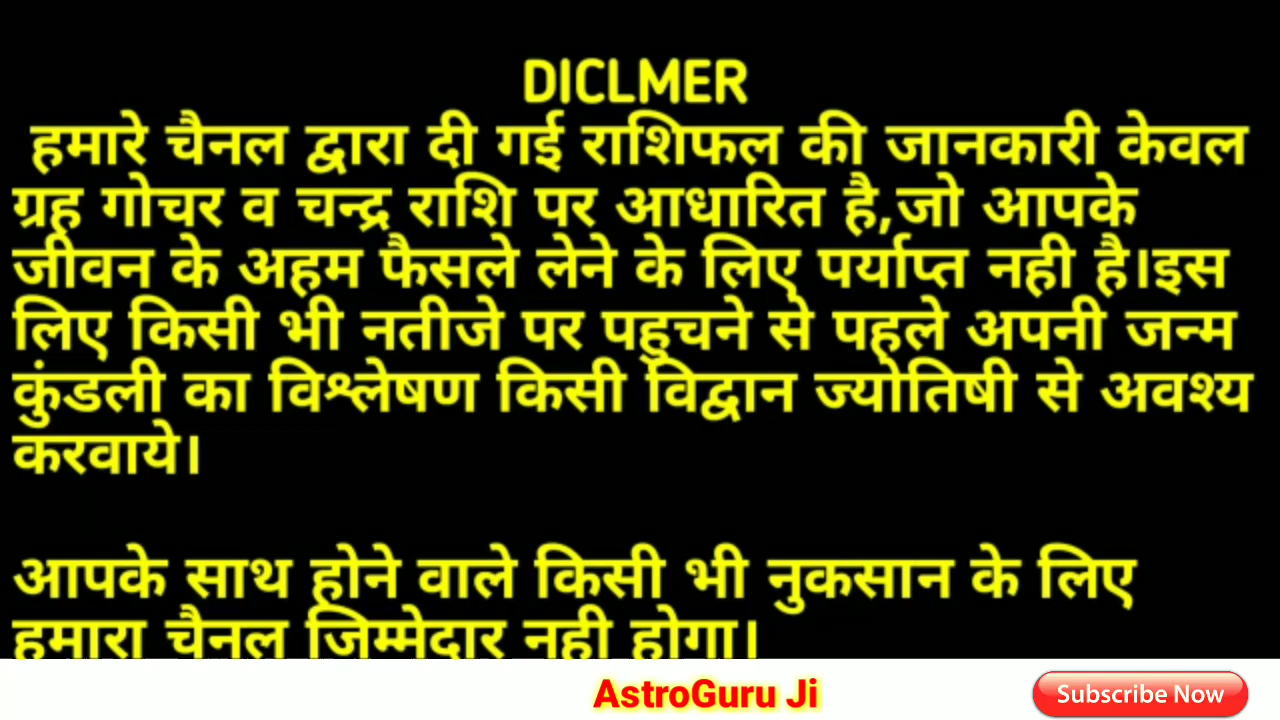 DICLMER
हमारे चैनल द्वारा दी गई राशिफल की जानकारी केवल
ग्रह गोचर व चन्द्र राशि पर आधारित है,जो आपके
जीवन के अहम फैसले लेने के लिए पर्याप्त नही है।इस
लिए किसी भी नतीजे पर पहुचने से पहले अपनी जन्म
कुंडली का विश्लेषण किसी विद्वान ज्योतिषी से अवश्य
करवाये।
आपके साथ होने वाले किसी भी नुकसान के लिए
हमारा चैनल जिम्मेदार नही होगा।
AstroGuru Ji
Subscribe Now